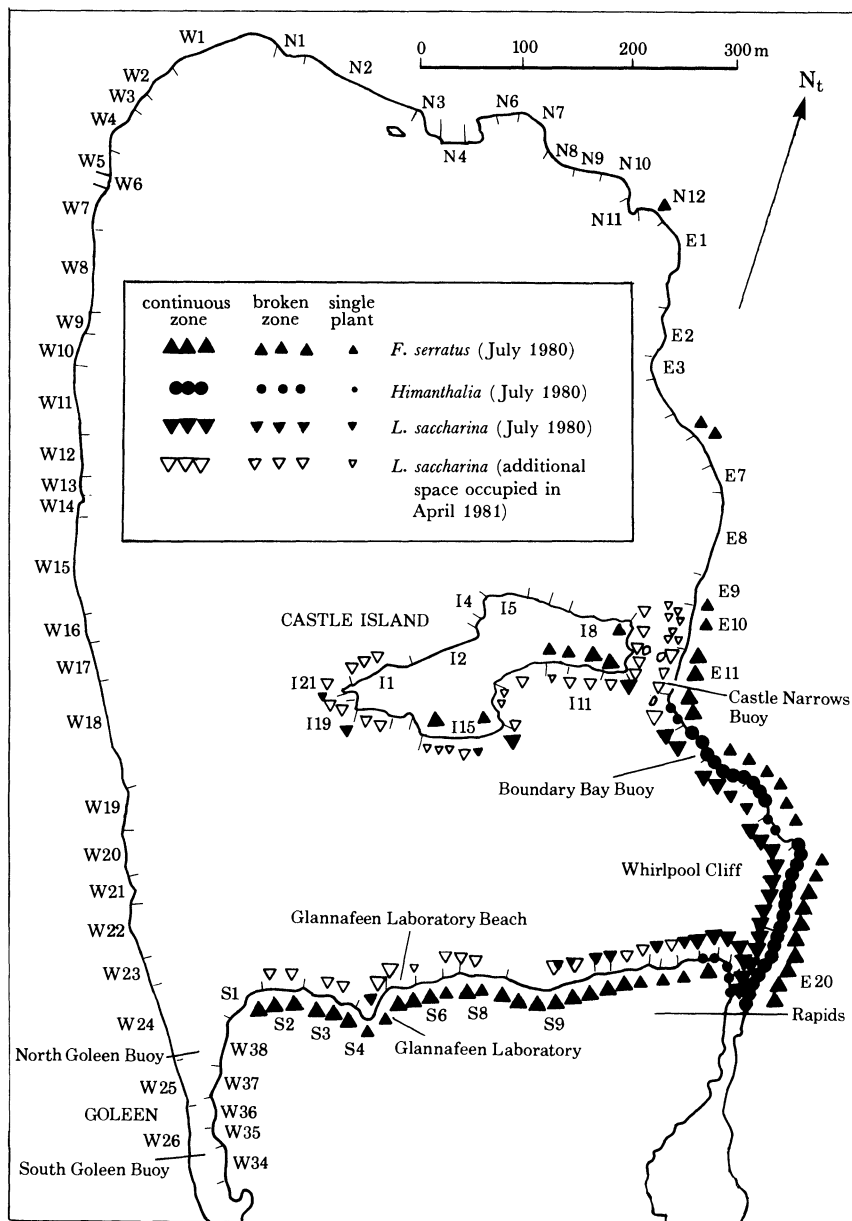 W1
N1
0 100 200 300 m
N2
W2
W3
W4
N3
N6
N7
N4
N8
N9
N10
N11
N12
Nt
W5
W6
W7
E1
W8
E2
E3
W9
W10
W11
W12
W13
W14
W15
W16
W17
W18
continuous zone
broken zone
single plant
F. serratus (July 1980)
Himanthalia (July 1980)
L. saccharina (July 1980)
L. saccharina (additional
space occupied in
April 1981)
E7
E8
E9
E10
E11
CASTLE ISLAND
I4
I5
I8
I2
I1
I21
I19
I15
I11
Castle Narrows
Buoy
Boundary Bay Buoy
W19
W20
W21
W22
W23
W24
Whirlpool Cliff
Glannafeen Laboratory Beach
E20
Rapids
S1
S2
S3
S4
S6
S8
S9
Glannafeen Laboratory
W38
North Goleen Buoy
W37
W25
GOLEEN
W36
W35
W26
W34
South Goleen Buoy